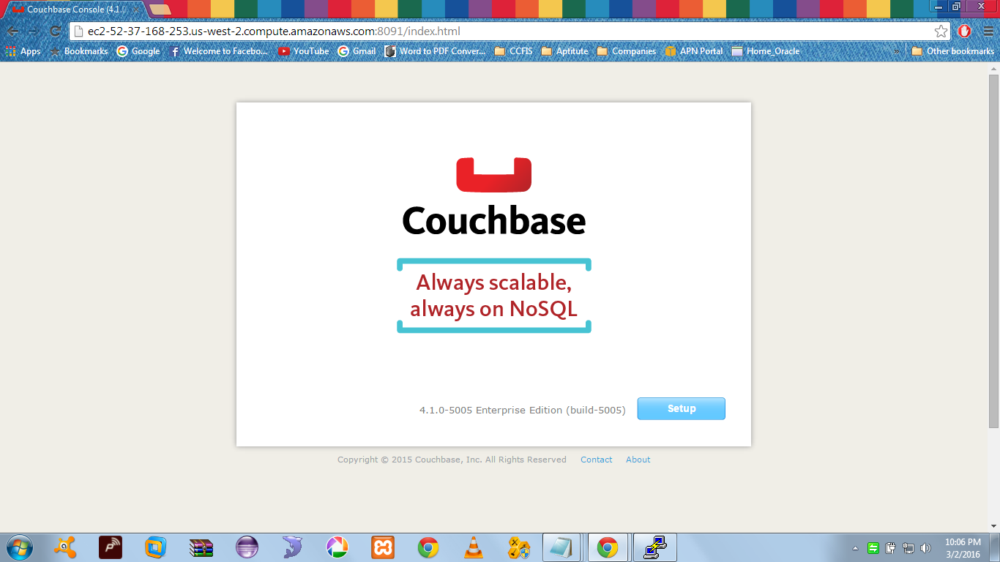 Couchbase Console (4.1.0
ec2-52-37-168-253.us-west-2.compute.amazonaws.com:8091/index.html
Apps Bookmarks Google Welcome to Facebo... YouTube Gmail Word to PDF Conver... CCFIS Aptitute Companies APN Portal Home_Oracle » Other bookmarks
Couchbase
Always scalable,
always on NoSQL
4.1.0-5005 Enterprise Edition (build-5005) Setup
Copyright © 2015 Couchbase, Inc. All Rights Reserved Contact About
10:06 PM
3/2/2016